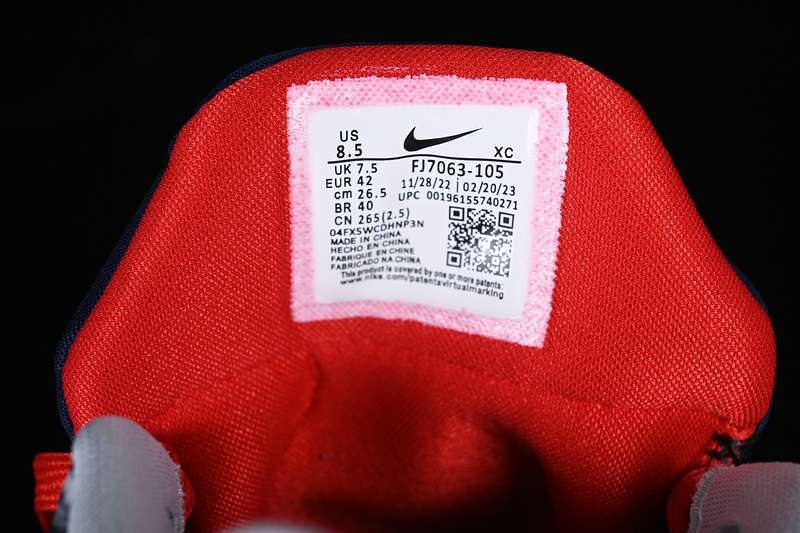 US
8.5 XC
UK 7.5 FJ7063-105
EUR 42 11/28/22 | 02/20/23
cm 26.5 UPC 00196155740271
BR 40
CN 265(2.5)
04FX5WCDHNP3N
MADE IN CHINA
HECHO EN CHINA
FABRIQUE EN CHINE
FABRICADO NA CHINA
This product is covered by one or more patents:
www.nike.com/patentsvirtualmarking